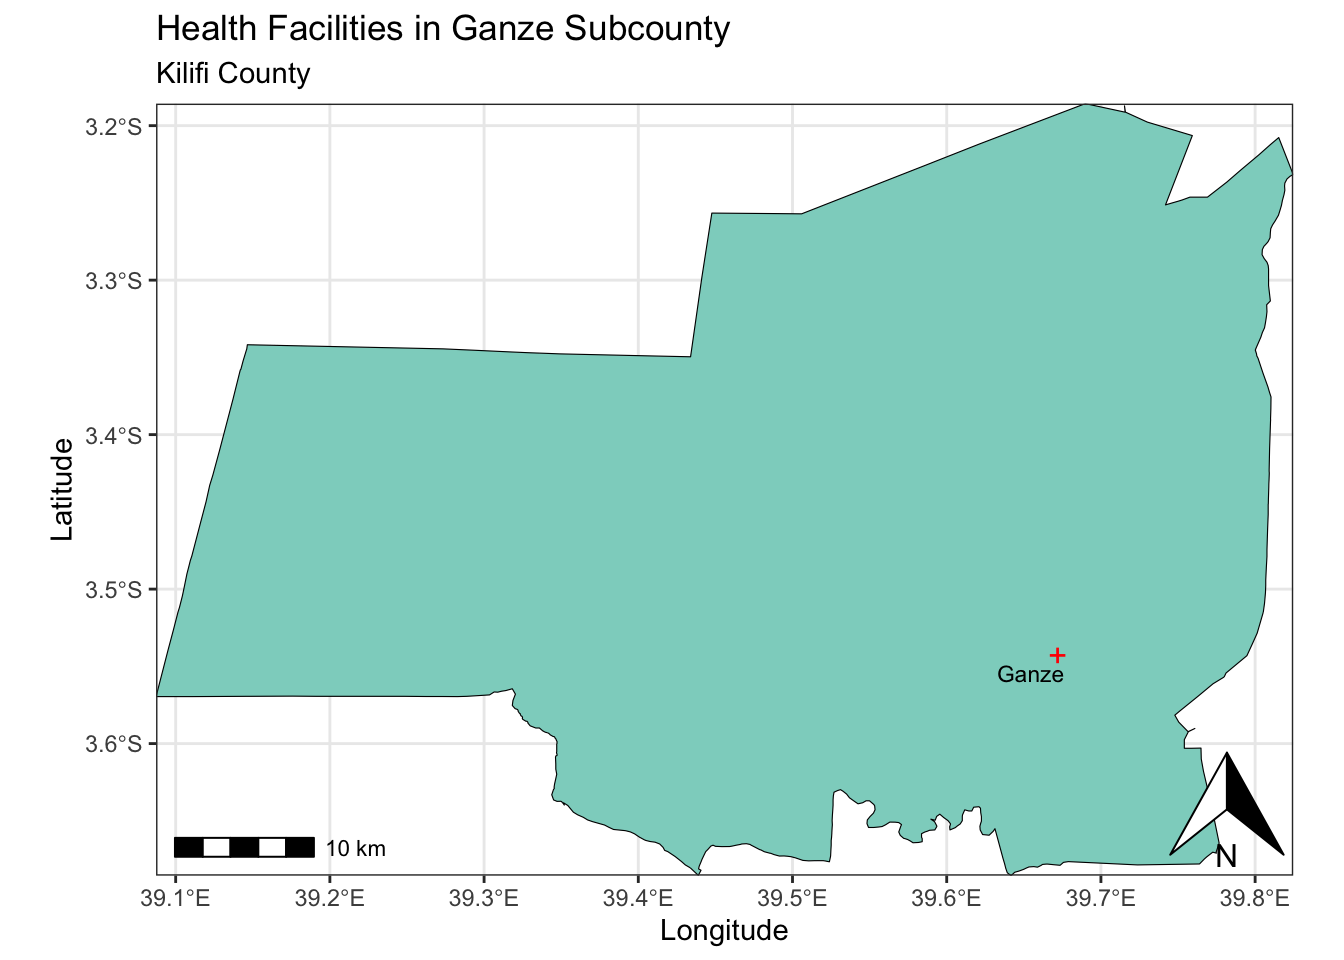 Health Facilities in Ganze Subcounty
Kilifi County
3.2°S
3.3°S
3.4°S
3.5°S
3.6°S
Latitude
Ganze
10 km
N
39.1°E 39.2°E 39.3°E 39.4°E 39.5°E 39.6°E 39.7°E 39.8°E
Longitude